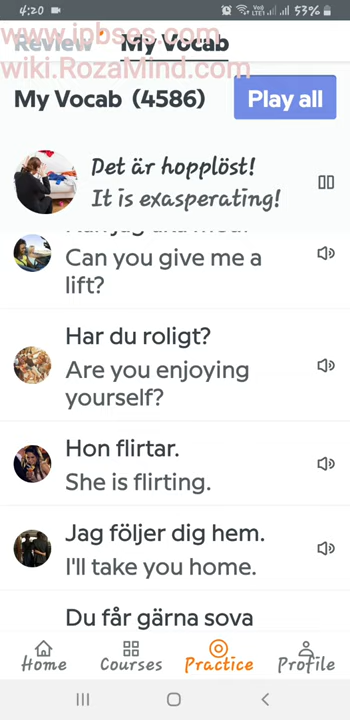 4:20
53%
www.ipbses.com
Review
My Vocab
wiki.RozaMind.com
My Vocab (4586)
Play all
Det är hopplöst!
It is exasperating!
Can you give me a
lift?
Har du roligt?
Are you enjoying
yourself?
Hon flirtar.
She is flirting.
Jag följer dig hem.
I'll take you home.
Du får gärna sova
Home
Courses
Practice
Profile